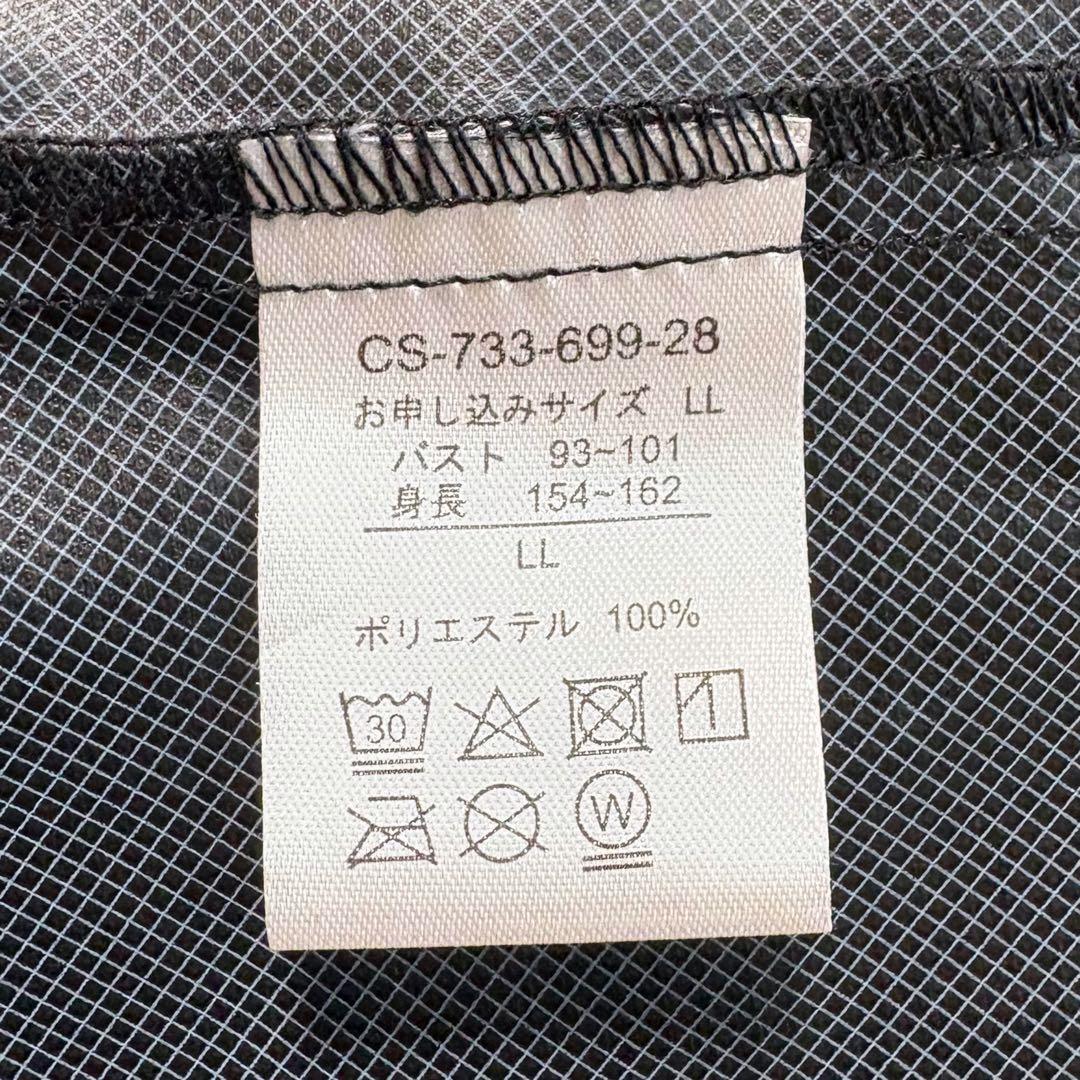 CS-733-699-28
お申し込みサイズ LL
バスト 93~101
身長 154~162
LL
ポリエステル 100%
30
W